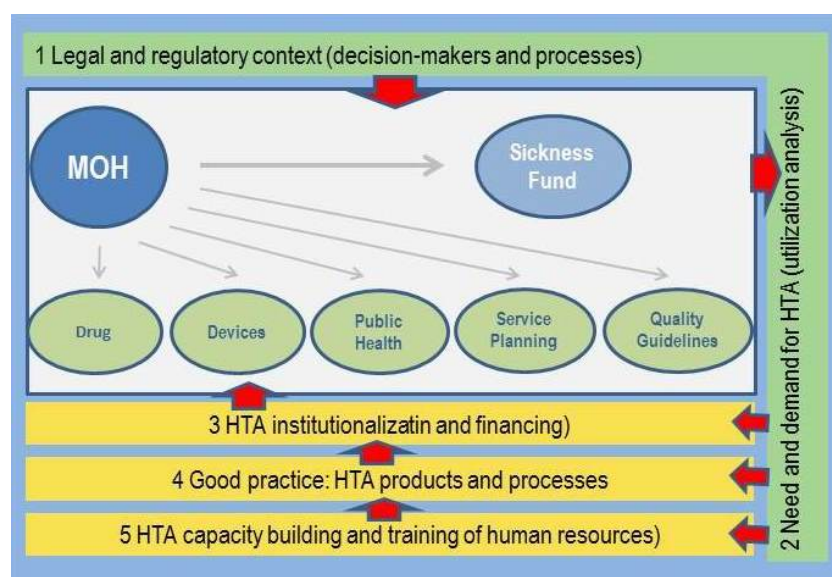 1 Legal and regulatory context (decision-makers and processes)
MOH
Sickness
Fund
Drug
Devices
Public
Health
Service
Planning
Quality
Guidelines
2 Need and demand for HTA (utilization analysis)
3 HTA institutionalizatin and financing)
4 Good practice: HTA products and processes
5 HTA capacity building and training of human resources)